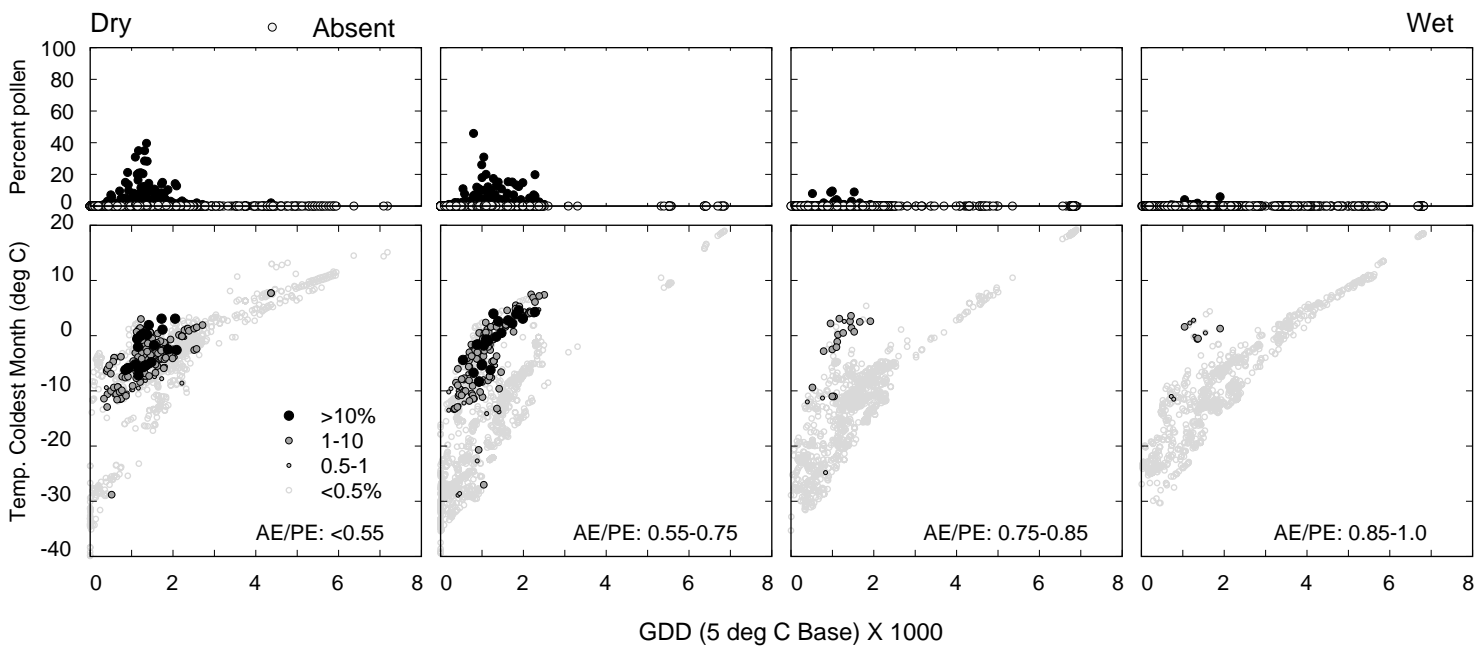 Dry
Absent
Wet
Percent pollen
100
80
60
40
20
0
Temp. Coldest Month (deg C)
20
10
0
-10
-20
-30
-40
>10%
1-10
0.5-1
<0.5%
AE/PE: <0.55
AE/PE: 0.55-0.75
AE/PE: 0.75-0.85
AE/PE: 0.85-1.0
0 2 4 6 8 0 2 4 6 8 0 2 4 6 8 0 2 4 6 8
GDD (5 deg C Base) X 1000